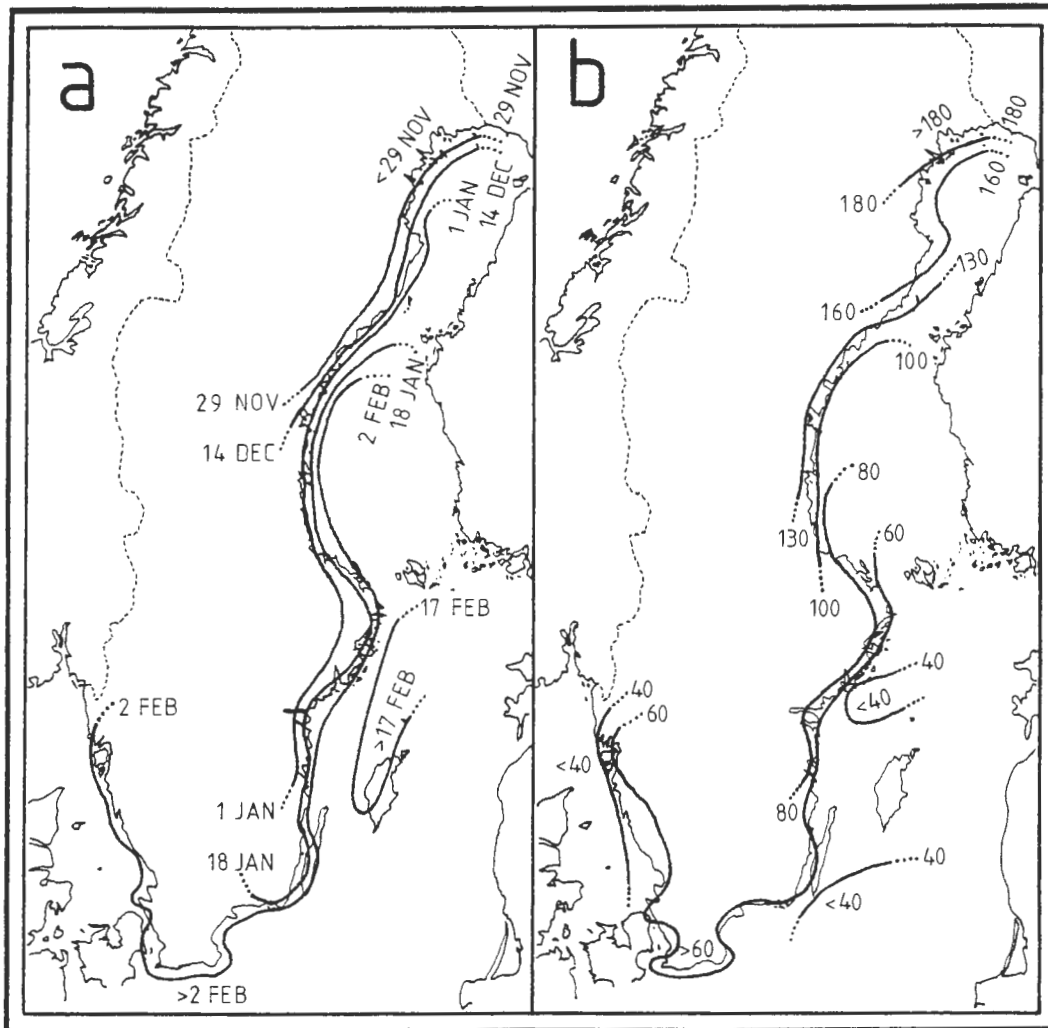 a
<29 NOV
29 NOV
1 JAN
14 DEC
29 NOV
14 DEC
2 FEB
18 JAN
17 FEB
>17 FEB
2 FEB
1 JAN
18 JAN
>2 FEB
b
>180
180
180
160
130
160
100
80
130
60
100
40
<40
40
60
<40
80
40
<40
>60